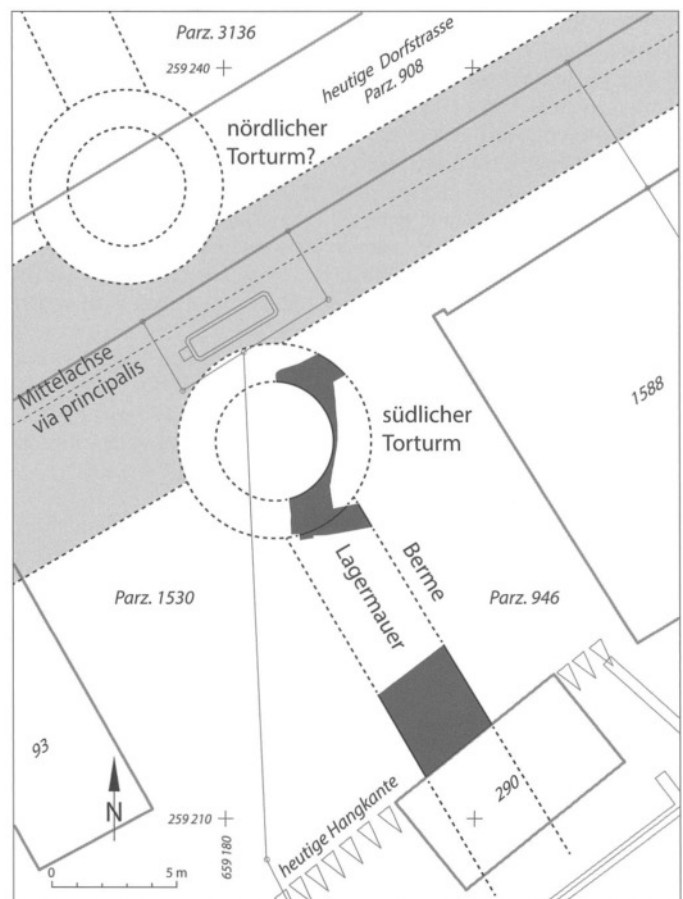 Parz. 3136
259 240
heutige Dorfstrasse
Parz. 908
nördlicher
Torturm?
Mittelachse
via principalis
südlicher
Torturm
1588
Lagermauer
Berme
Parz. 1530
Parz. 946
93
N
259 210
659 180
heutige Hangkante
290
0
5 m